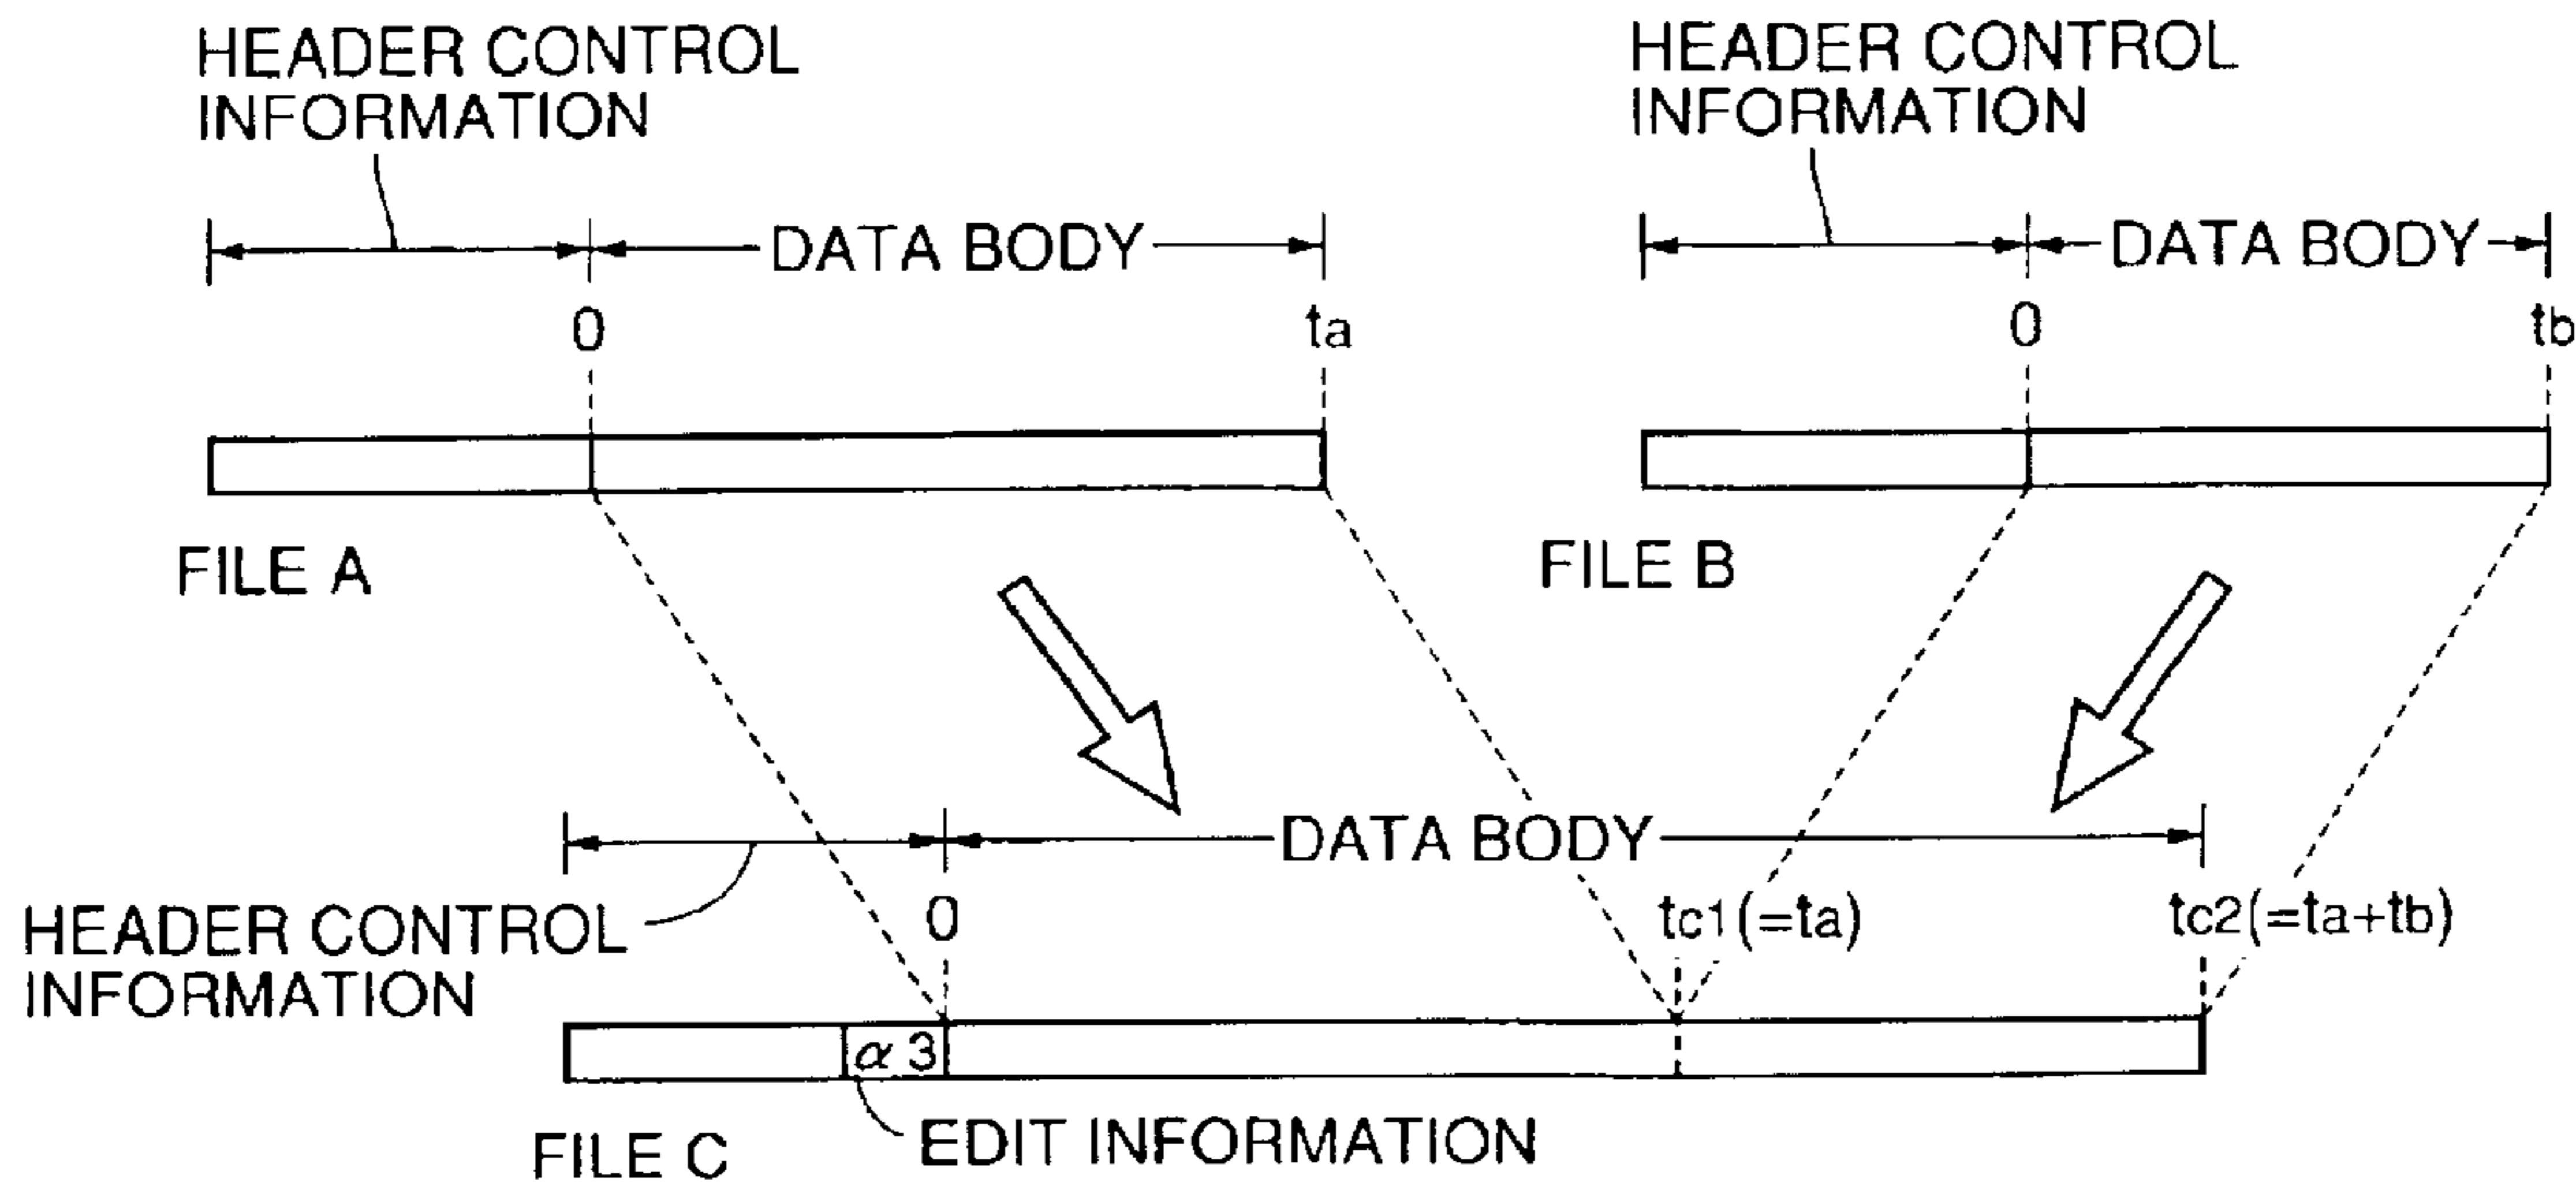 HEADER CONTROL
INFORMATION
HEADER CONTROL
INFORMATION
DATA BODY
DATA BODY
0
ta
0
tb
FILE A
FILE B
DATA BODY
HEADER CONTROL
INFORMATION
0
tc1(=ta)
tc2(=ta+tb)
α3
FILE C
EDIT INFORMATION